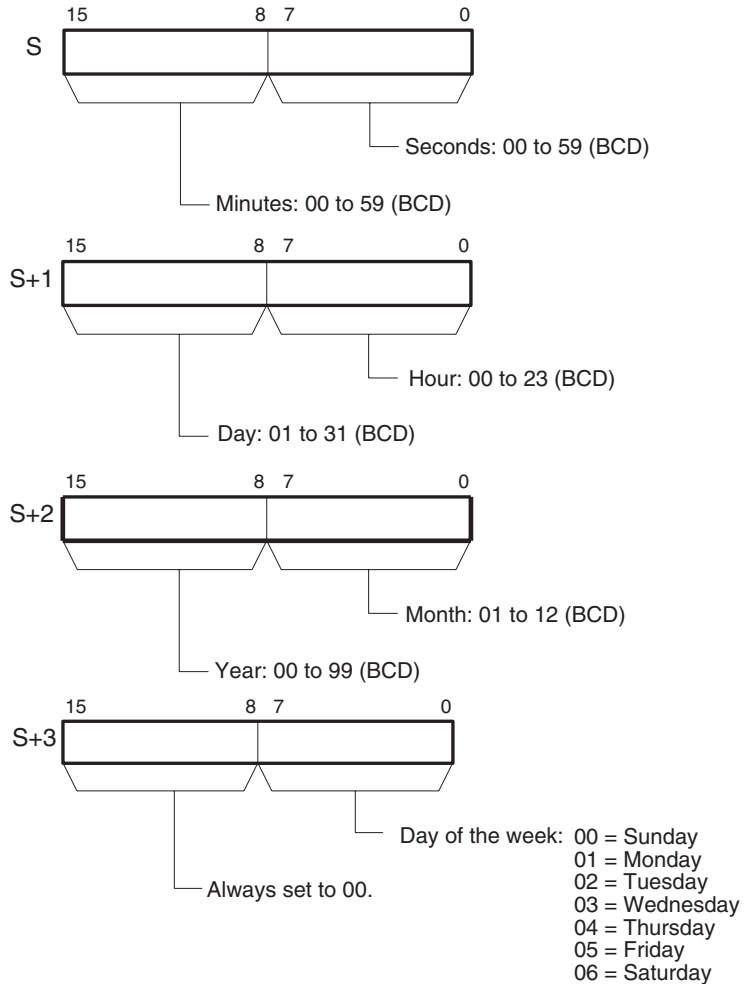 15 8 7 0
S
Seconds: 00 to 59 (BCD)
Minutes: 00 to 59 (BCD)
15 8 7 0
S+1
Hour: 00 to 23 (BCD)
Day: 01 to 31 (BCD)
15 8 7 0
S+2
Month: 01 to 12 (BCD)
Year: 00 to 99 (BCD)
15 8 7 0
S+3
Day of the week: 00 = Sunday
01 = Monday
02 = Tuesday
03 = Wednesday
04 = Thursday
05 = Friday
06 = Saturday
Always set to 00.